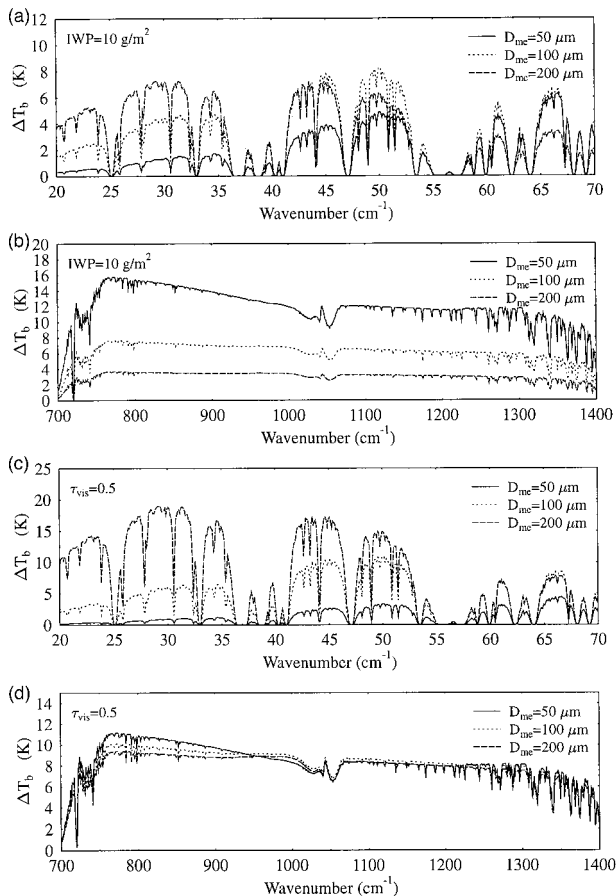 (a)
12
10
8
6
4
2
0
ΔT_b (K)
IWP=10 g/m²
D_me=50 µm
D_me=100 µm
D_me=200 µm
20 25 30 35 40 45 50 55 60 65 70
Wavenumber (cm⁻¹)
(b)
20
18
16
14
12
10
8
6
4
2
0
ΔT_b (K)
IWP=10 g/m²
D_me=50 µm
D_me=100 µm
D_me=200 µm
700 800 900 1000 1100 1200 1300 1400
Wavenumber (cm⁻¹)
(c)
25
20
15
10
5
0
ΔT_b (K)
τ_vis=0.5
D_me=50 µm
D_me=100 µm
D_me=200 µm
20 25 30 35 40 45 50 55 60 65 70
Wavenumber (cm⁻¹)
(d)
14
12
10
8
6
4
2
0
ΔT_b (K)
τ_vis=0.5
D_me=50 µm
D_me=100 µm
D_me=200 µm
700 800 900 1000 1100 1200 1300 1400
Wavenumber (cm⁻¹)